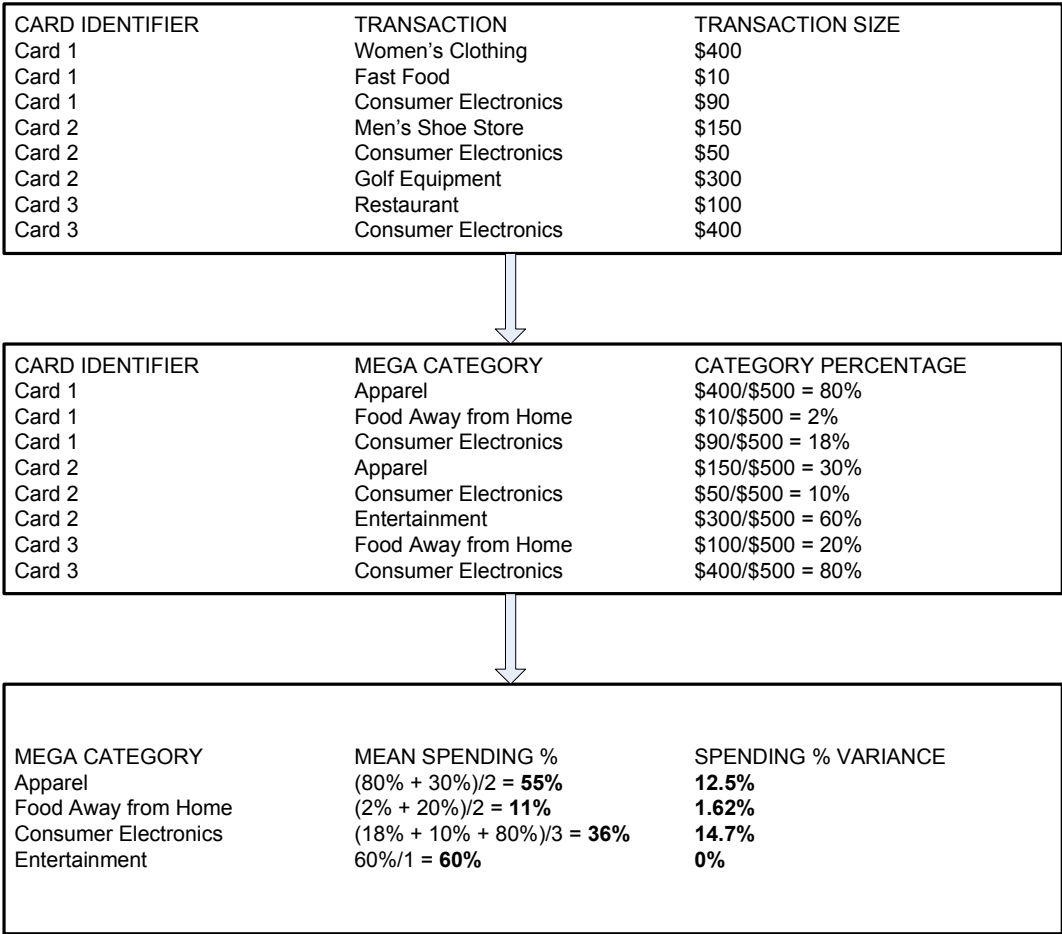 CARD IDENTIFIER TRANSACTION TRANSACTION SIZE
Card 1 Women’s Clothing $400
Card 1 Fast Food $10
Card 1 Consumer Electronics $90
Card 2 Men’s Shoe Store $150
Card 2 Consumer Electronics $50
Card 2 Golf Equipment $300
Card 3 Restaurant $100
Card 3 Consumer Electronics $400
CARD IDENTIFIER MEGA CATEGORY CATEGORY PERCENTAGE
Card 1 Apparel $400/$500 = 80%
Card 1 Food Away from Home $10/$500 = 2%
Card 1 Consumer Electronics $90/$500 = 18%
Card 2 Apparel $150/$500 = 30%
Card 2 Consumer Electronics $50/$500 = 10%
Card 2 Entertainment $300/$500 = 60%
Card 3 Food Away from Home $100/$500 = 20%
Card 3 Consumer Electronics $400/$500 = 80%
MEGA CATEGORY MEAN SPENDING % SPENDING % VARIANCE
Apparel (80% + 30%)/2 = 55% 12.5%
Food Away from Home (2% + 20%)/2 = 11% 1.62%
Consumer Electronics (18% + 10% + 80%)/3 = 36% 14.7%
Entertainment 60%/1 = 60% 0%